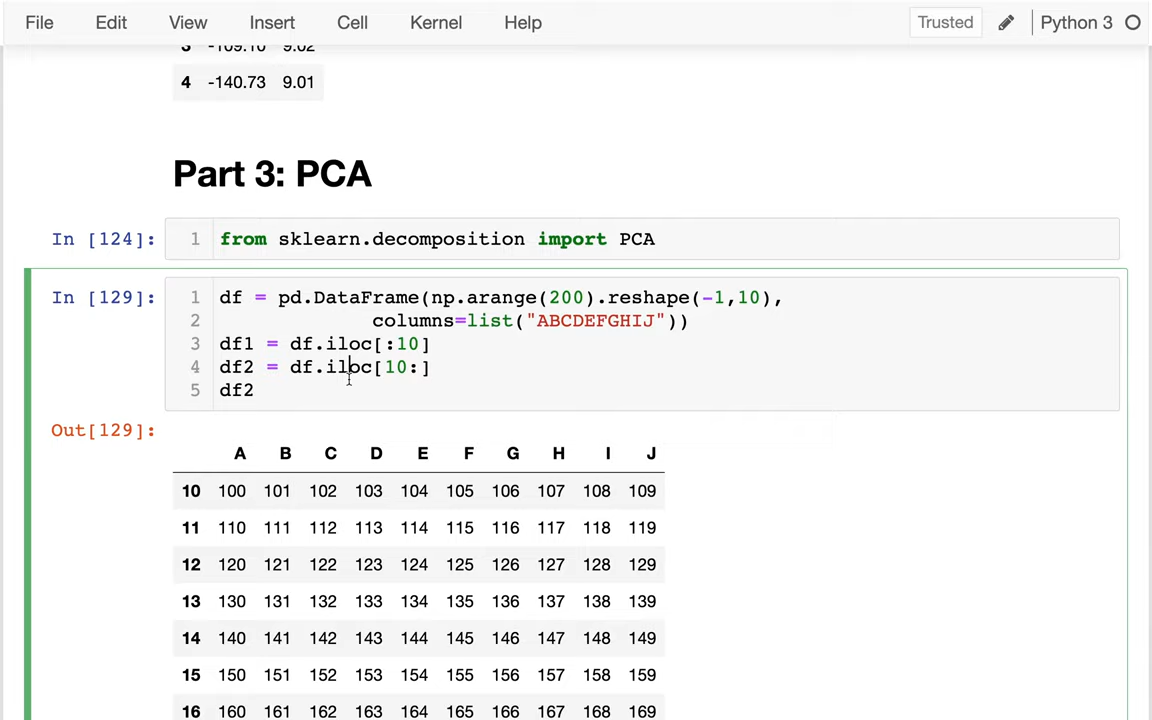 File Edit View Insert Cell Kernel Help Trusted Python 3
3 -109.10 9.02
4 -140.73 9.01
Part 3: PCA
In [124]: 1 from sklearn.decomposition import PCA
In [129]: 1 df = pd.DataFrame(np.arange(200).reshape(-1,10),
2 columns=list("ABCDEFGHIJ"))
3 df1 = df.iloc[:10]
4 df2 = df.iloc[10:]
5 df2
Out[129]:
A B C D E F G H I J
10 100 101 102 103 104 105 106 107 108 109
11 110 111 112 113 114 115 116 117 118 119
12 120 121 122 123 124 125 126 127 128 129
13 130 131 132 133 134 135 136 137 138 139
14 140 141 142 143 144 145 146 147 148 149
15 150 151 152 153 154 155 156 157 158 159
16 160 161 162 163 164 165 166 167 168 169